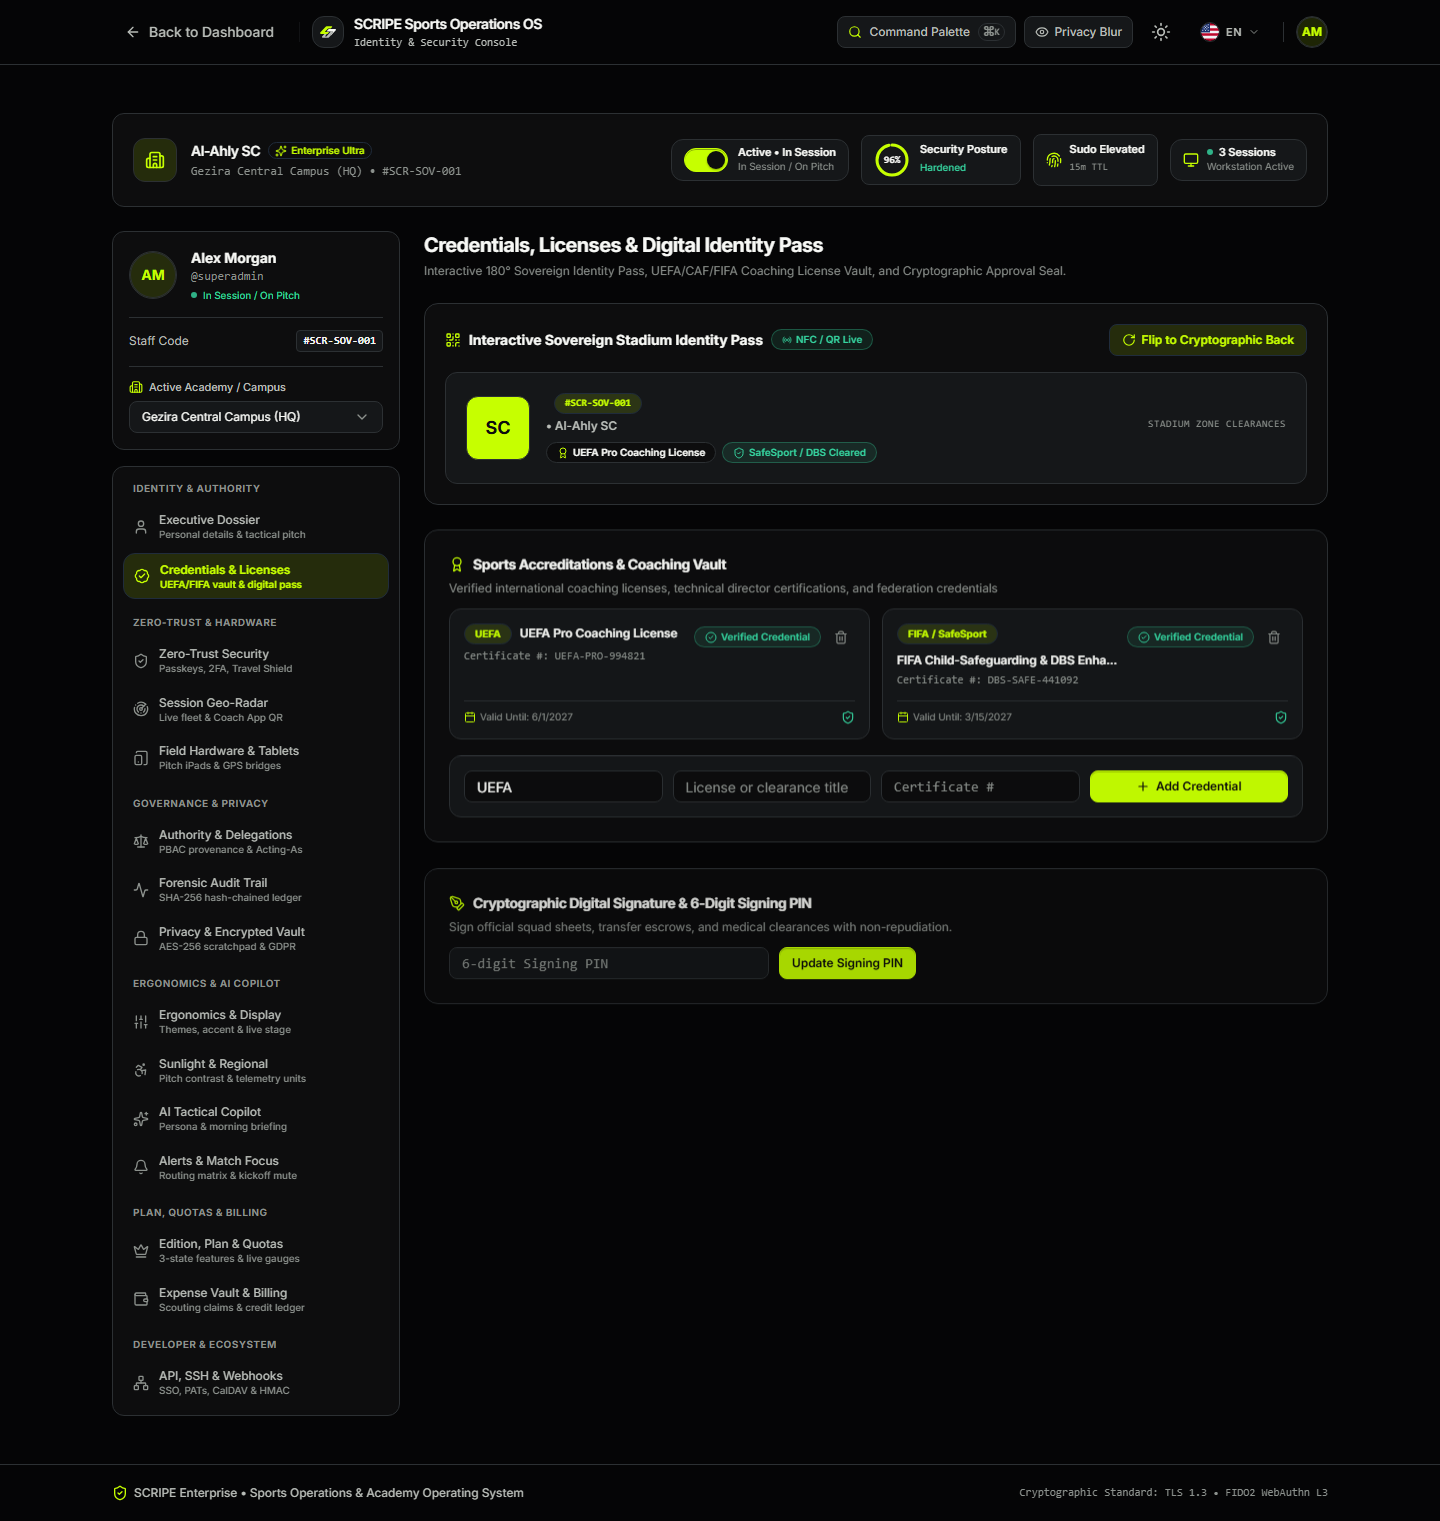 Back to Dashboard
SCRIPE Sports Operations OS
Identity & Security Console
Command Palette ⌘K
Privacy Blur
EN
AM
Al-Ahly SC
Enterprise Ultra
Gezira Central Campus (HQ) • #SCR-SOV-001
Active • In Session
In Session / On Pitch
96%
Security Posture
Hardened
Sudo Elevated
15m TTL
3 Sessions
Workstation Active
AM
Alex Morgan
@superadmin
In Session / On Pitch
Staff Code
#SCR-SOV-001
Active Academy / Campus
Gezira Central Campus (HQ)
IDENTITY & AUTHORITY
Executive Dossier
Personal details & tactical pitch
Credentials & Licenses
UEFA/FIFA vault & digital pass
ZERO-TRUST & HARDWARE
Zero-Trust Security
Passkeys, 2FA, Travel Shield
Session Geo-Radar
Live fleet & Coach App QR
Field Hardware & Tablets
Pitch iPads & GPS bridges
GOVERNANCE & PRIVACY
Authority & Delegations
PBAC provenance & Acting-As
Forensic Audit Trail
SHA-256 hash-chained ledger
Privacy & Encrypted Vault
AES-256 scratchpad & GDPR
ERGONOMICS & AI COPILOT
Ergonomics & Display
Themes, accent & live stage
Sunlight & Regional
Pitch contrast & telemetry units
AI Tactical Copilot
Persona & morning briefing
Alerts & Match Focus
Routing matrix & kickoff mute
PLAN, QUOTAS & BILLING
Edition, Plan & Quotas
3-state features & live gauges
Expense Vault & Billing
Scouting claims & credit ledger
DEVELOPER & ECOSYSTEM
API, SSH & Webhooks
SSO, PATs, CalDAV & HMAC
Credentials, Licenses & Digital Identity Pass
Interactive 180° Sovereign Identity Pass, UEFA/CAF/FIFA Coaching License Vault, and Cryptographic Approval Seal.
Interactive Sovereign Stadium Identity Pass
NFC / QR Live
Flip to Cryptographic Back
SC
#SCR-SOV-001
• Al-Ahly SC
UEFA Pro Coaching License
SafeSport / DBS Cleared
STADIUM ZONE CLEARANCES
Sports Accreditations & Coaching Vault
Verified international coaching licenses, technical director certifications, and federation credentials
UEFA
UEFA Pro Coaching License
Verified Credential
Certificate #: UEFA-PRO-994821
Valid Until: 6/1/2027
FIFA / SafeSport
Verified Credential
FIFA Child-Safeguarding & DBS Enha...
Certificate #: DBS-SAFE-441092
Valid Until: 3/15/2027
UEFA
License or clearance title
Certificate #
+ Add Credential
Cryptographic Digital Signature & 6-Digit Signing PIN
Sign official squad sheets, transfer escrows, and medical clearances with non-repudiation.
6-digit Signing PIN
Update Signing PIN
SCRIPE Enterprise • Sports Operations & Academy Operating System
Cryptographic Standard: TLS 1.3 • FIDO2 WebAuthn L3